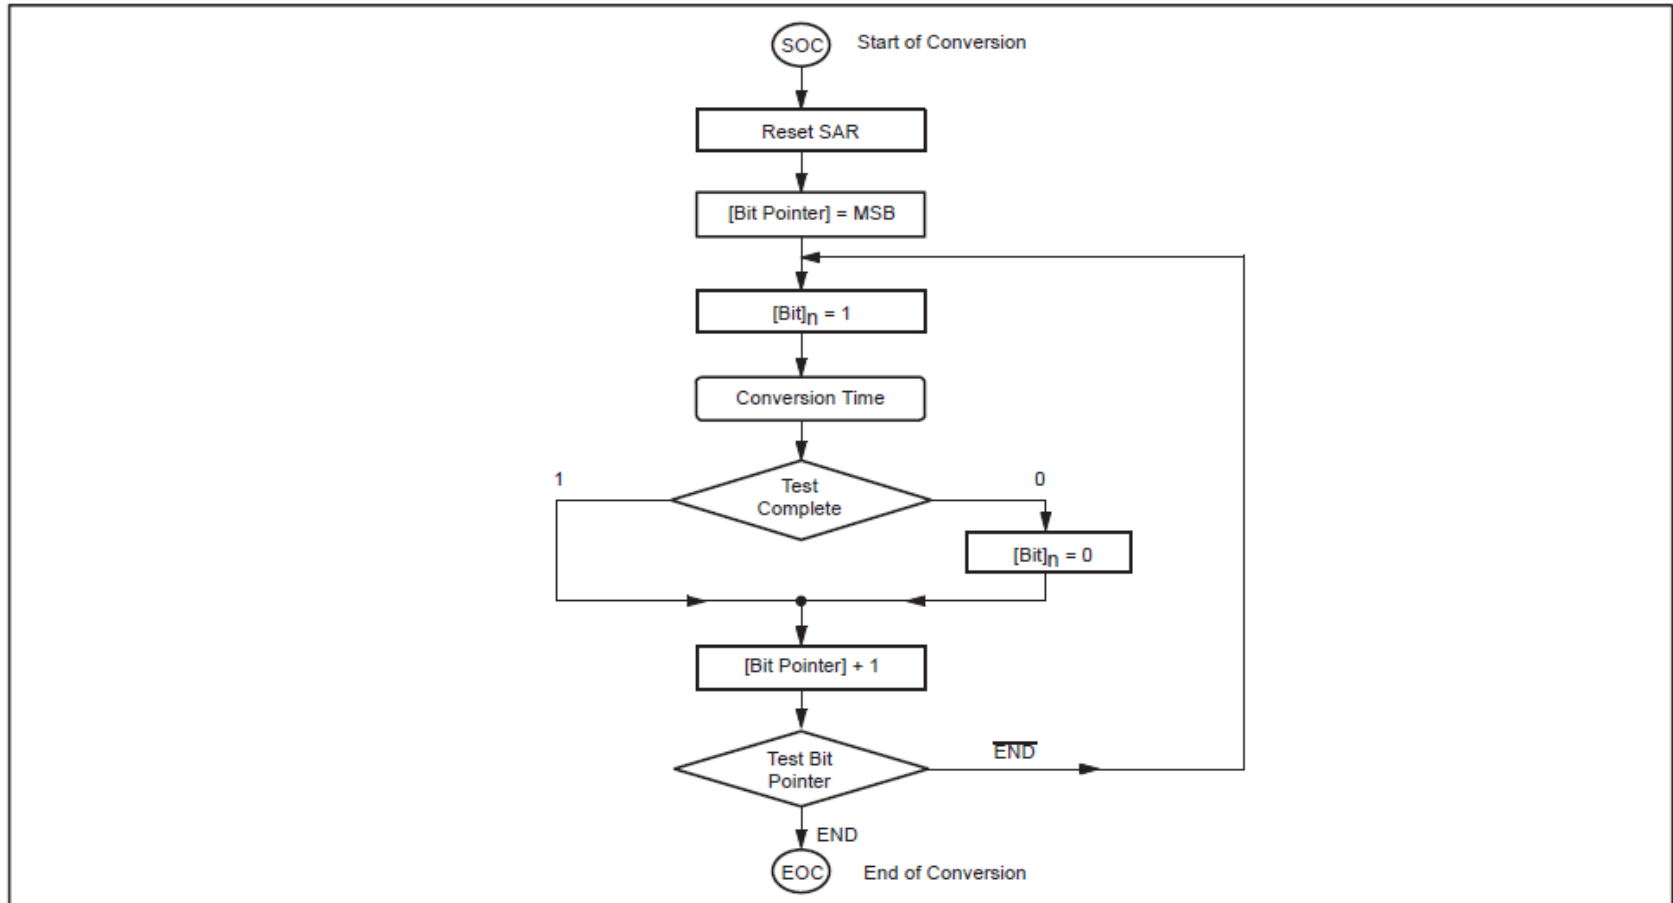 SOC
Start of Conversion
Reset SAR
[Bit Pointer] = MSB
[Bit]n = 1
Conversion Time
1
Test
Complete
0
[Bit]n = 0
[Bit Pointer] + 1
Test Bit
Pointer
END
END
EOC
End of Conversion